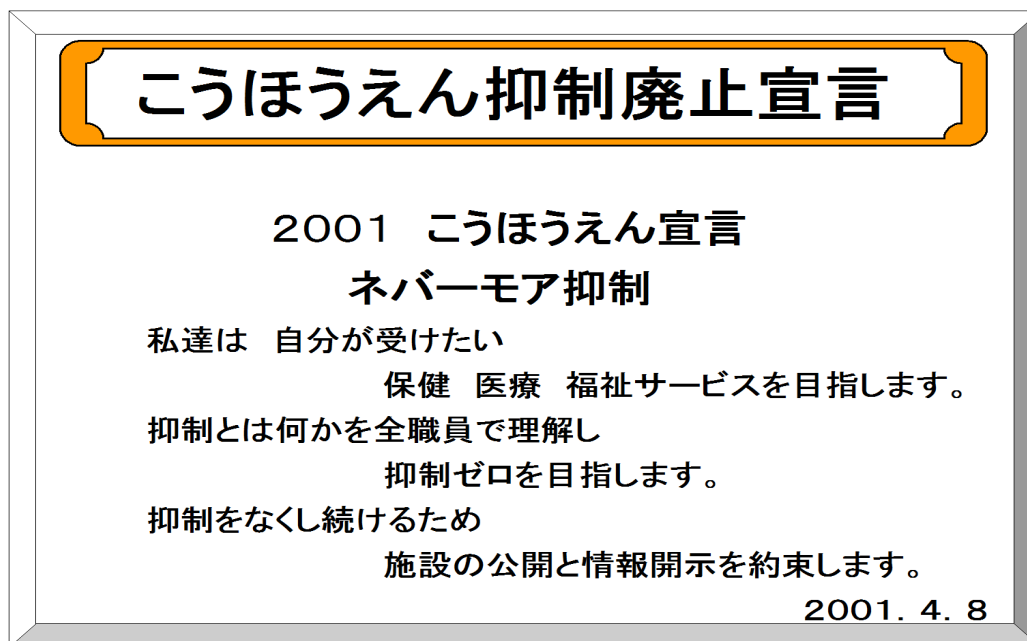 こうほうえん抑制廃止宣言
2001 こうほうえん宣言
ネバーモア抑制
私達は 自分が受けたい
保健 医療 福祉サービスを目指します。
抑制とは何かを全職員で理解し
抑制ゼロを目指します。
抑制をなくし続けるため
施設の公開と情報開示を約束します。
2001. 4. 8